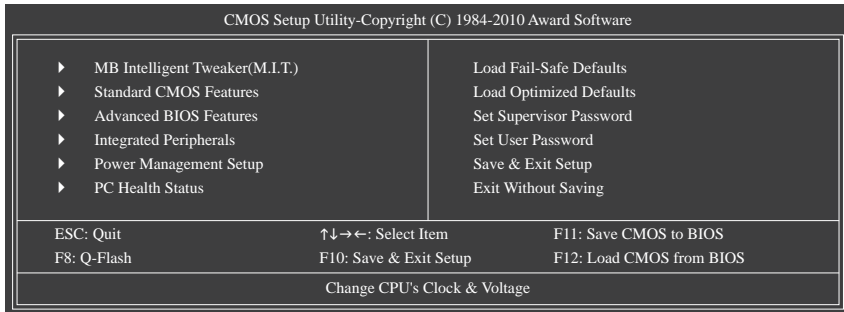 CMOS Setup Utility-Copyright (C) 1984-2010 Award Software
MB Intelligent Tweaker(M.I.T.)
Standard CMOS Features
Advanced BIOS Features
Integrated Peripherals
Power Management Setup
PC Health Status
Load Fail-Safe Defaults
Load Optimized Defaults
Set Supervisor Password
Set User Password
Save & Exit Setup
Exit Without Saving
ESC: Quit ↑↓→←: Select Item F11: Save CMOS to BIOS
F8: Q-Flash F10: Save & Exit Setup F12: Load CMOS from BIOS
Change CPU's Clock & Voltage